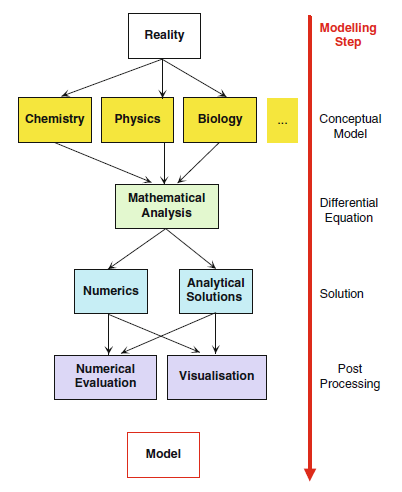 Reality
Modelling
Step
Chemistry
Physics
Biology
...
Conceptual
Model
Mathematical
Analysis
Differential
Equation
Numerics
Analytical
Solutions
Solution
Numerical
Evaluation
Visualisation
Post
Processing
Model